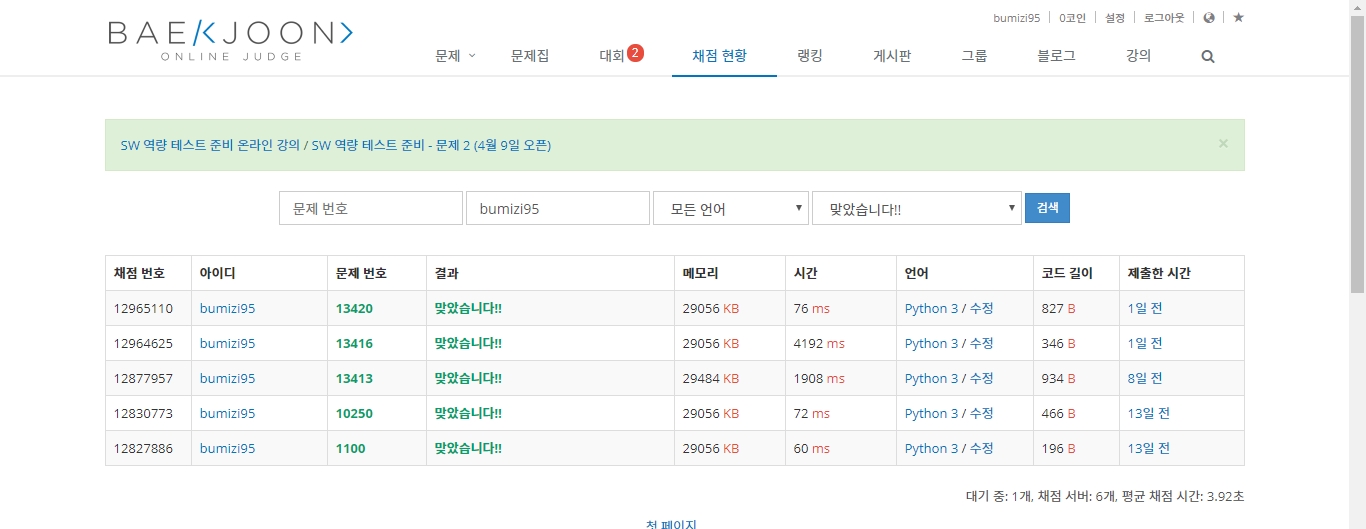 bumizi95 0코인 설정 로그아웃
BAEKJOON
ONLINE JUDGE
문제 문제집 대회 2 채점 현황 랭킹 게시판 그룹 블로그 강의
SW 역량 테스트 준비 온라인 강의 / SW 역량 테스트 준비 - 문제 2 (4월 9일 오픈) ×
문제 번호 bumizi95 모든 언어 맞았습니다!! 검색
채점 번호 아이디 문제 번호 결과 메모리 시간 언어 코드 길이 제출한 시간
12965110 bumizi95 13420 맞았습니다!! 29056 KB 76 ms Python 3 / 수정 827 B 1일 전
12964625 bumizi95 13416 맞았습니다!! 29056 KB 4192 ms Python 3 / 수정 346 B 1일 전
12877957 bumizi95 13413 맞았습니다!! 29484 KB 1908 ms Python 3 / 수정 934 B 8일 전
12830773 bumizi95 10250 맞았습니다!! 29056 KB 72 ms Python 3 / 수정 466 B 13일 전
12827886 bumizi95 1100 맞았습니다!! 29056 KB 60 ms Python 3 / 수정 196 B 13일 전
대기 중: 1개, 채점 서버: 6개, 평균 채점 시간: 3.92초
첫 페이지